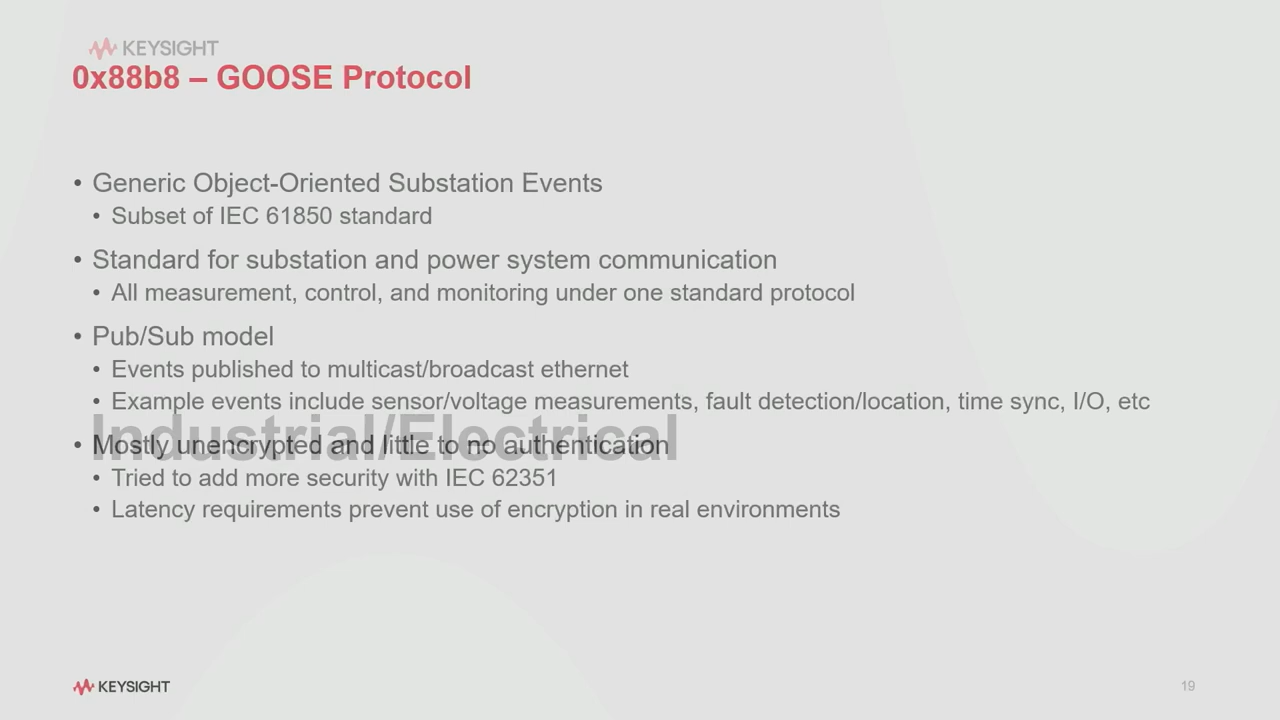 KEYSIGHT
0x88b8 – GOOSE Protocol
• Generic Object-Oriented Substation Events
• Subset of IEC 61850 standard
• Standard for substation and power system communication
• All measurement, control, and monitoring under one standard protocol
• Pub/Sub model
• Events published to multicast/broadcast ethernet
• Example events include sensor/voltage measurements, fault detection/location, time sync, I/O, etc
Industrial/Electrical
• Mostly unencrypted and little to no authentication
• Tried to add more security with IEC 62351
• Latency requirements prevent use of encryption in real environments
KEYSIGHT
19